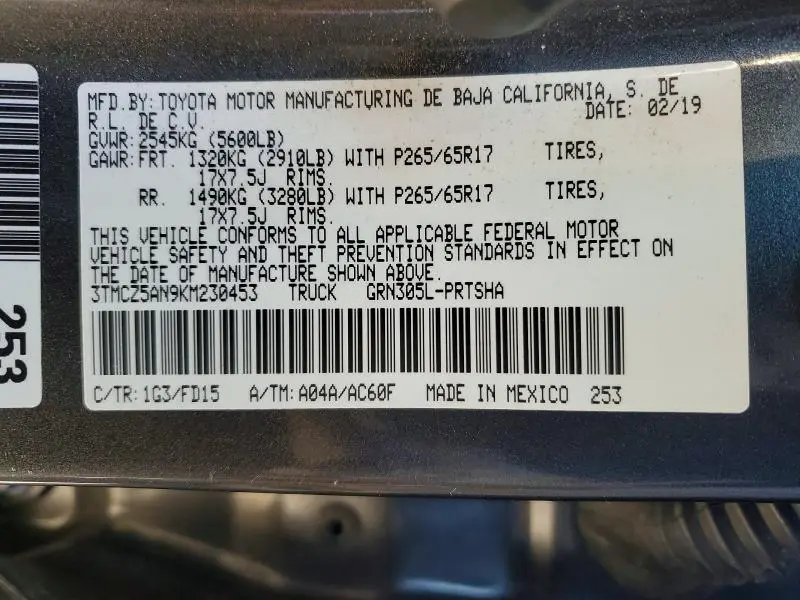 MFD.BY: TOYOTA MOTOR MANUFACTURING DE BAJA CALIFORNIA, S. DE
R.L. DE C.V. DATE: 02/19
GVWR: 2545KG (5600LB)
GAWR: FRT. 1320KG (2910LB) WITH P265/65R17 TIRES,
17X7.5J RIMS.
RR. 1490KG (3280LB) WITH P265/65R17 TIRES,
17X7.5J RIMS.
THIS VEHICLE CONFORMS TO ALL APPLICABLE FEDERAL MOTOR
VEHICLE SAFETY AND THEFT PREVENTION STANDARDS IN EFFECT ON
THE DATE OF MANUFACTURE SHOWN ABOVE.
3TMCZ5AN9KM230453 TRUCK GRN305L-PRTSHA
C/TR: 1G3/FD15 A/TM: A04A/AC60F MADE IN MEXICO 253
253